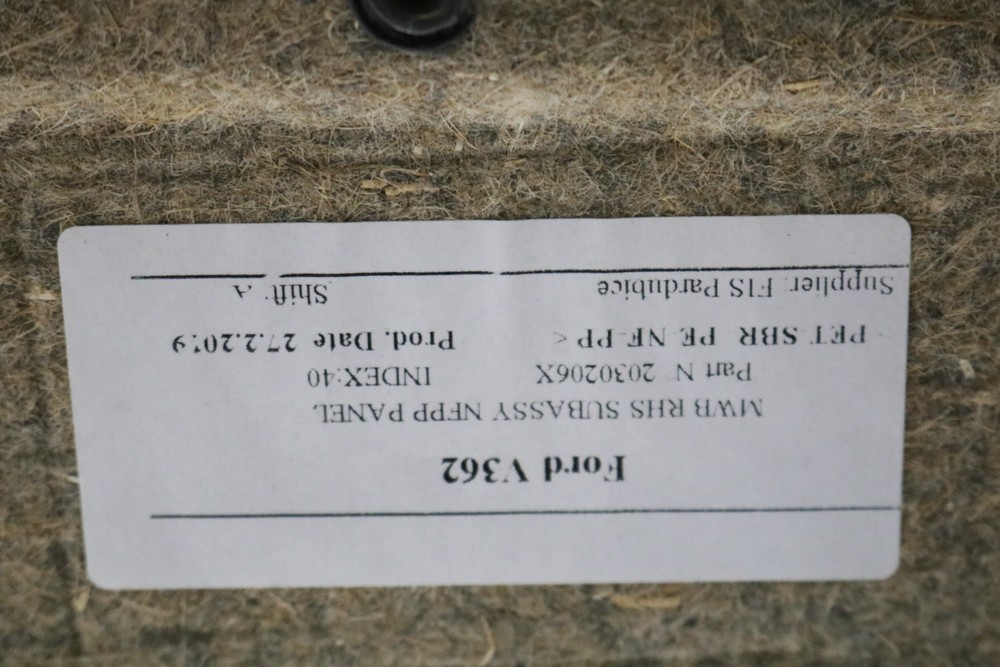 Ford V362
MWB RHS SUBASSY NFPP PANEL
Part N 2030206X INDEX:40
PET SBR PE NF-PP< Prod. Date 27.2.2019
Supplier: FIS Pardubice Shift: A